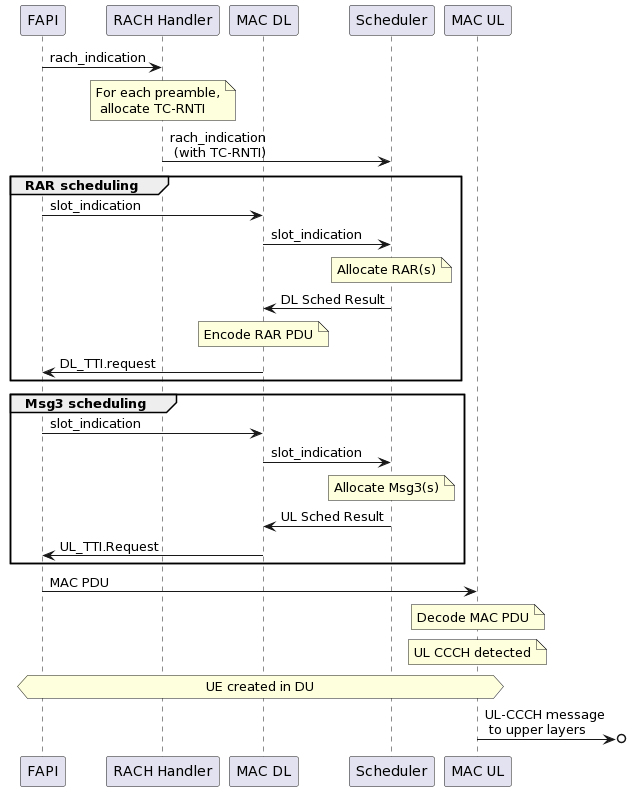 FAPI
RACH Handler
MAC DL
Scheduler
MAC UL
rach_indication
For each preamble,
allocate TC-RNTI
rach_indication
(with TC-RNTI)
RAR scheduling
slot_indication
slot_indication
Allocate RAR(s)
DL Sched Result
Encode RAR PDU
DL_TTI.request
Msg3 scheduling
slot_indication
slot_indication
Allocate Msg3(s)
UL Sched Result
UL_TTI.Request
MAC PDU
Decode MAC PDU
UL CCCH detected
UE created in DU
UL-CCCH message
to upper layers
FAPI
RACH Handler
MAC DL
Scheduler
MAC UL